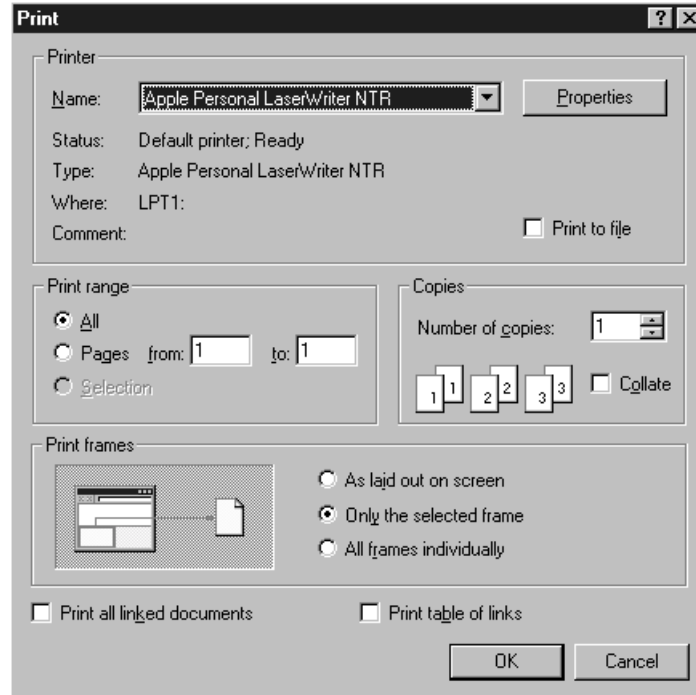 Print
Printer
Name: Apple Personal LaserWriter NTR Properties
Status: Default printer; Ready
Type: Apple Personal LaserWriter NTR
Where: LPT1:
Comment: Print to file
Print range
All
Pages from: 1 to: 1
Selection
Copies
Number of copies: 1
1 1 2 2 3 3 Collate
Print frames
As laid out on screen
Only the selected frame
All frames individually
Print all linked documents Print table of links
OK Cancel